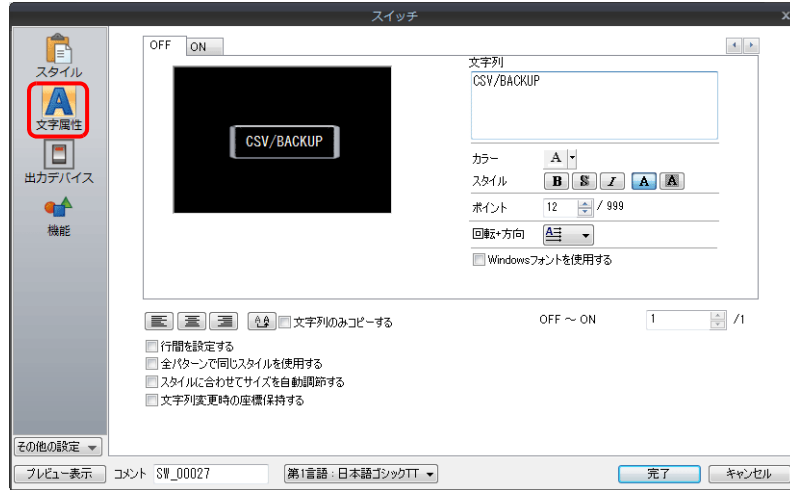 スイッチ
スタイル
文字属性
出力デバイス
機能
その他の設定
OFF ON
CSV/BACKUP
文字列
CSV/BACKUP
カラー A
スタイル B S I A A
ポイント 12 / 999
回転+方向
Windowsフォントを使用する
文字列のみコピーする
OFF ～ ON 1 /1
行間を設定する
全パターンで同じスタイルを使用する
スタイルに合わせてサイズを自動調節する
文字列変更時の座標保持する
プレビュー表示 コメント SW_00027 第1言語：日本語ゴシックTT 完了 キャンセル